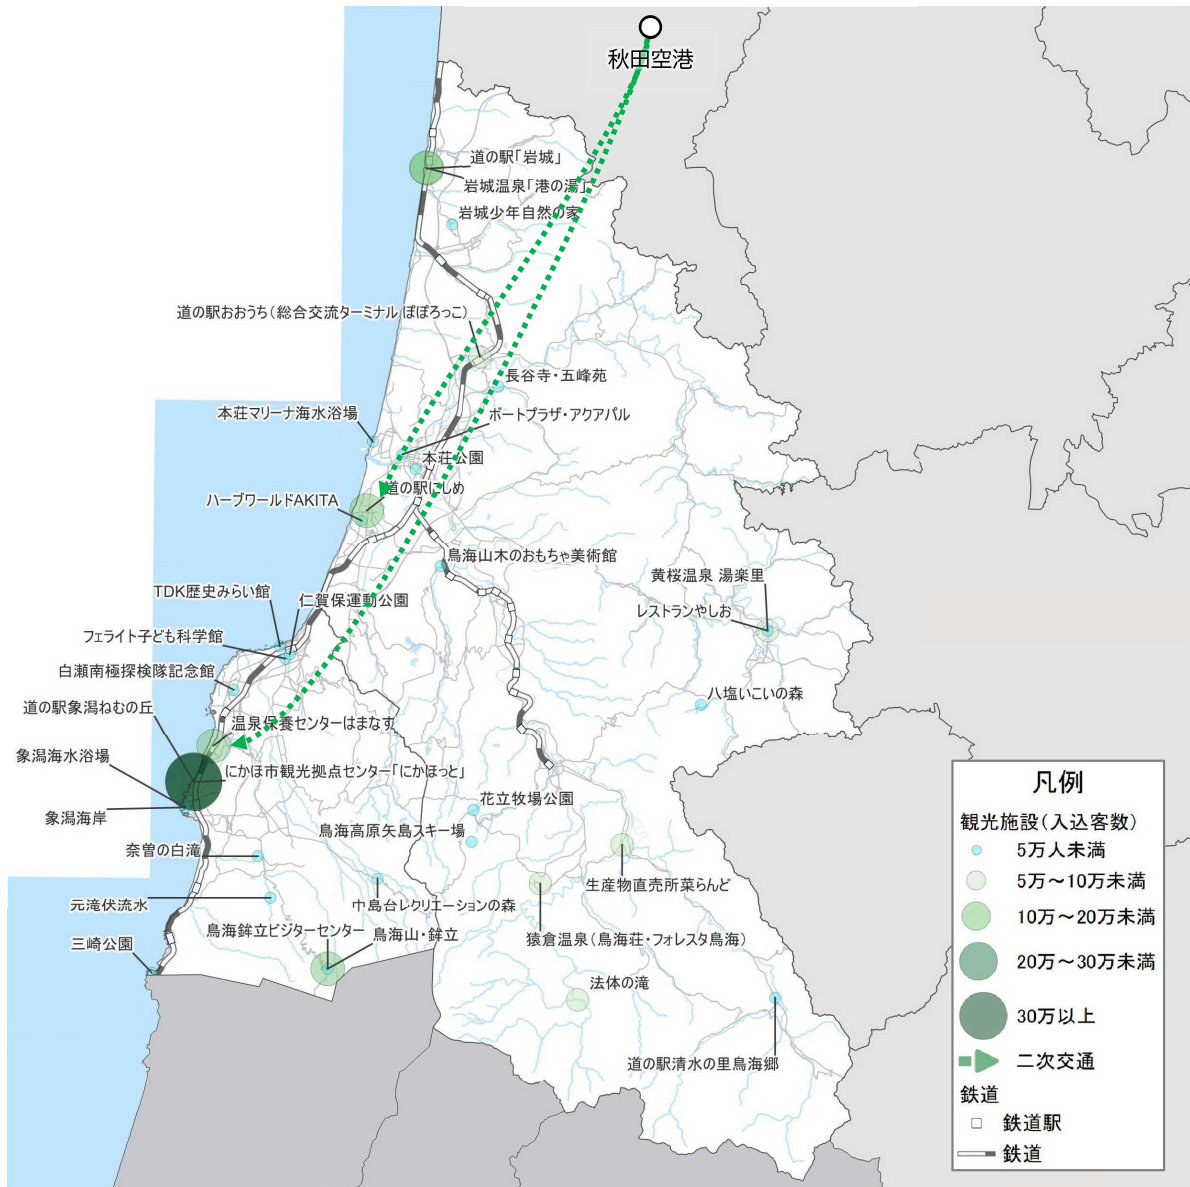 秋田空港
道の駅「岩城」
岩城温泉「港の湯」
岩城少年自然の家
道の駅おおうち(総合交流ターミナル ぽぽろっこ)
長谷寺・五峰苑
本荘マリーナ海水浴場
ボートプラザ・アクアパル
本荘公園
道の駅にしめ
ハーブワールドAKITA
鳥海山木のおもちゃ美術館
黄桜温泉 湯楽里
TDK歴史みらい館
仁賀保運動公園
レストランやしお
フェライト子ども科学館
白瀬南極探検隊記念館
八塩いこいの森
道の駅象潟ねむの丘
温泉保養センターはまなす
象潟海水浴場
にかほ市観光拠点センター「にかほっと」
象潟海岸
花立牧場公園
鳥海高原矢島スキー場
奈曽の白滝
生産物直売所菜らんど
元滝伏流水
中島台レクリエーションの森
鳥海鉾立ビジターセンター
鳥海山・鉾立
三崎公園
猿倉温泉(鳥海荘・フォレスタ鳥海)
法体の滝
道の駅清水の里鳥海郷
凡例
観光施設(入込客数)
5万人未満
5万～10万未満
10万～20万未満
20万～30万未満
30万以上
二次交通
鉄道
鉄道駅
鉄道